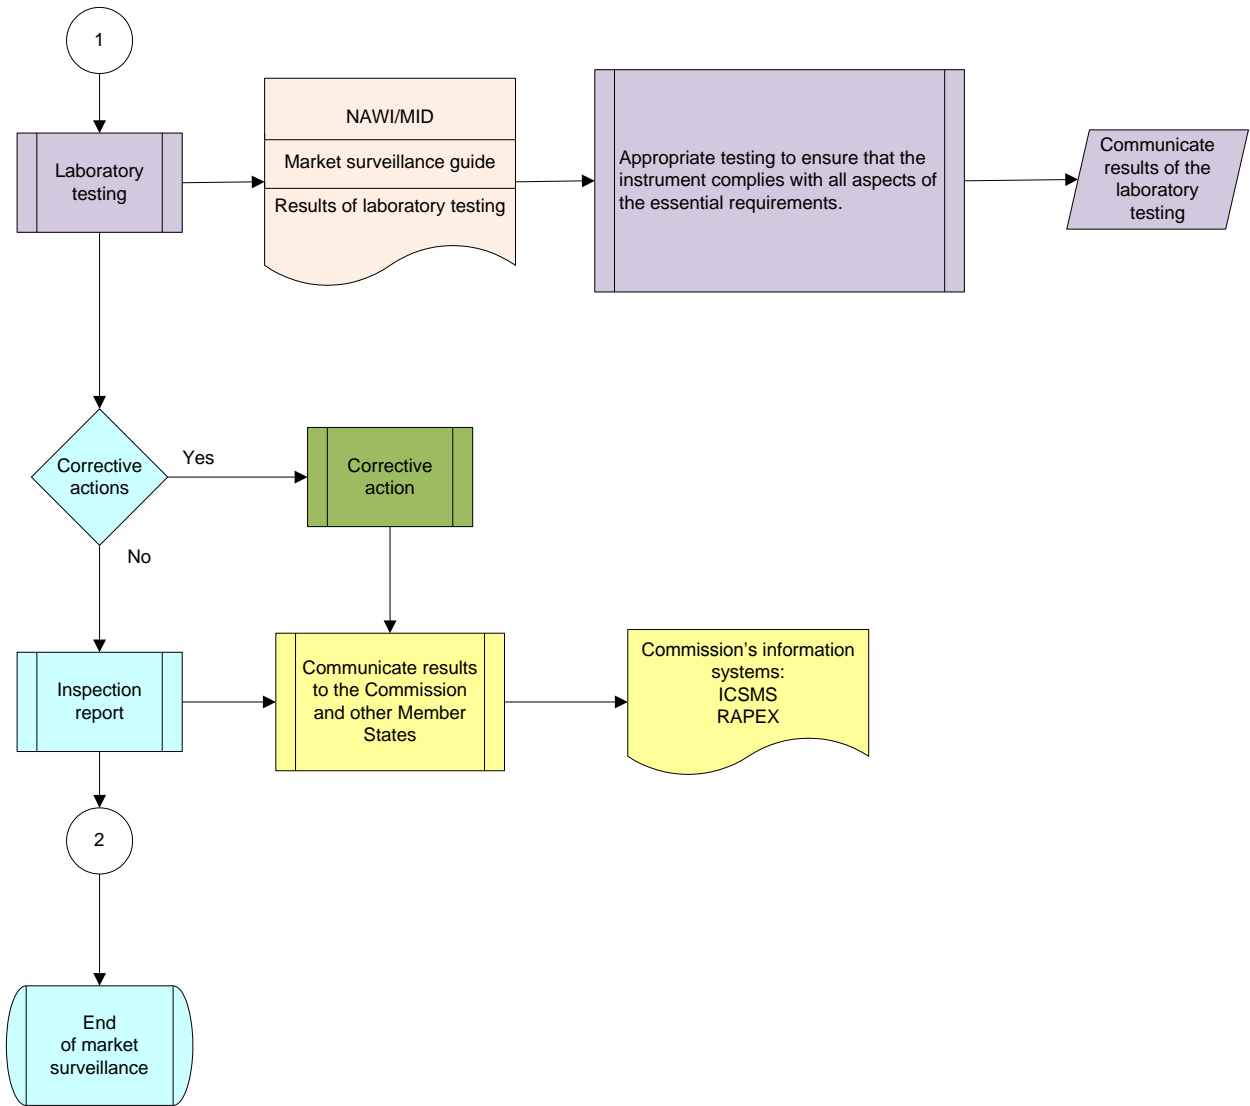 1
Laboratory
testing
NAWI/MID
Market surveillance guide
Results of laboratory testing
Appropriate testing to ensure that the
instrument complies with all aspects of
the essential requirements.
Communicate
results of the
laboratory
testing
Corrective
actions
Yes
Corrective
action
No
Inspection
report
Communicate results
to the Commission
and other Member
States
Commission’s information
systems:
ICSMS
RAPEX
2
End
of market
surveillance